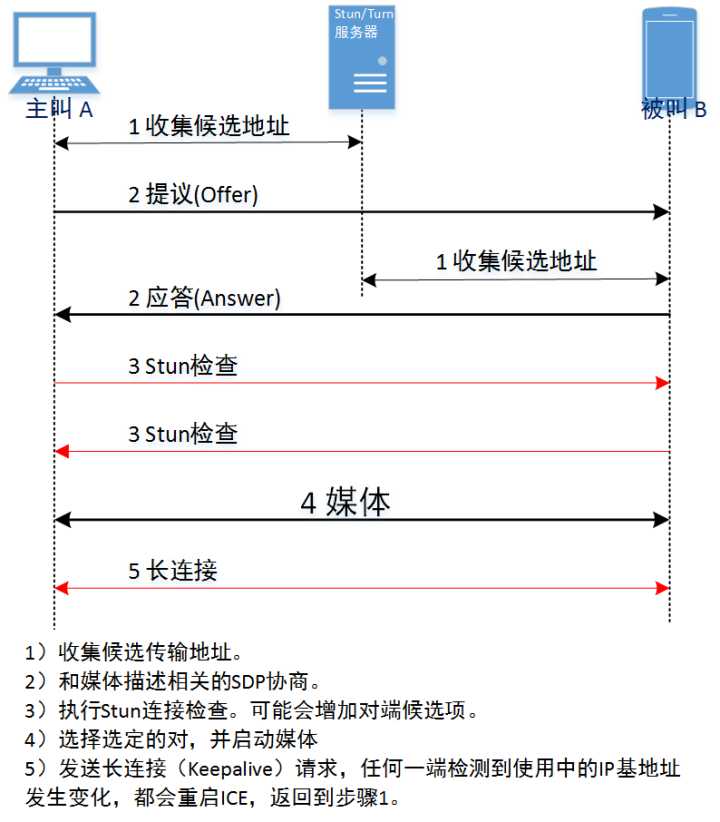 Stun/Turn
服务器
主叫 A
被叫 B
1 收集候选地址
2 提议(Offer)
1 收集候选地址
2 应答(Answer)
3 Stun检查
3 Stun检查
4 媒体
5 长连接
1）收集候选传输地址。
2）和媒体描述相关的SDP协商。
3）执行Stun连接检查。可能会增加对端候选项。
4）选择选定的对，并启动媒体
5）发送长连接（Keepalive）请求，任何一端检测到使用中的IP基地址
发生变化，都会重启ICE，返回到步骤1。